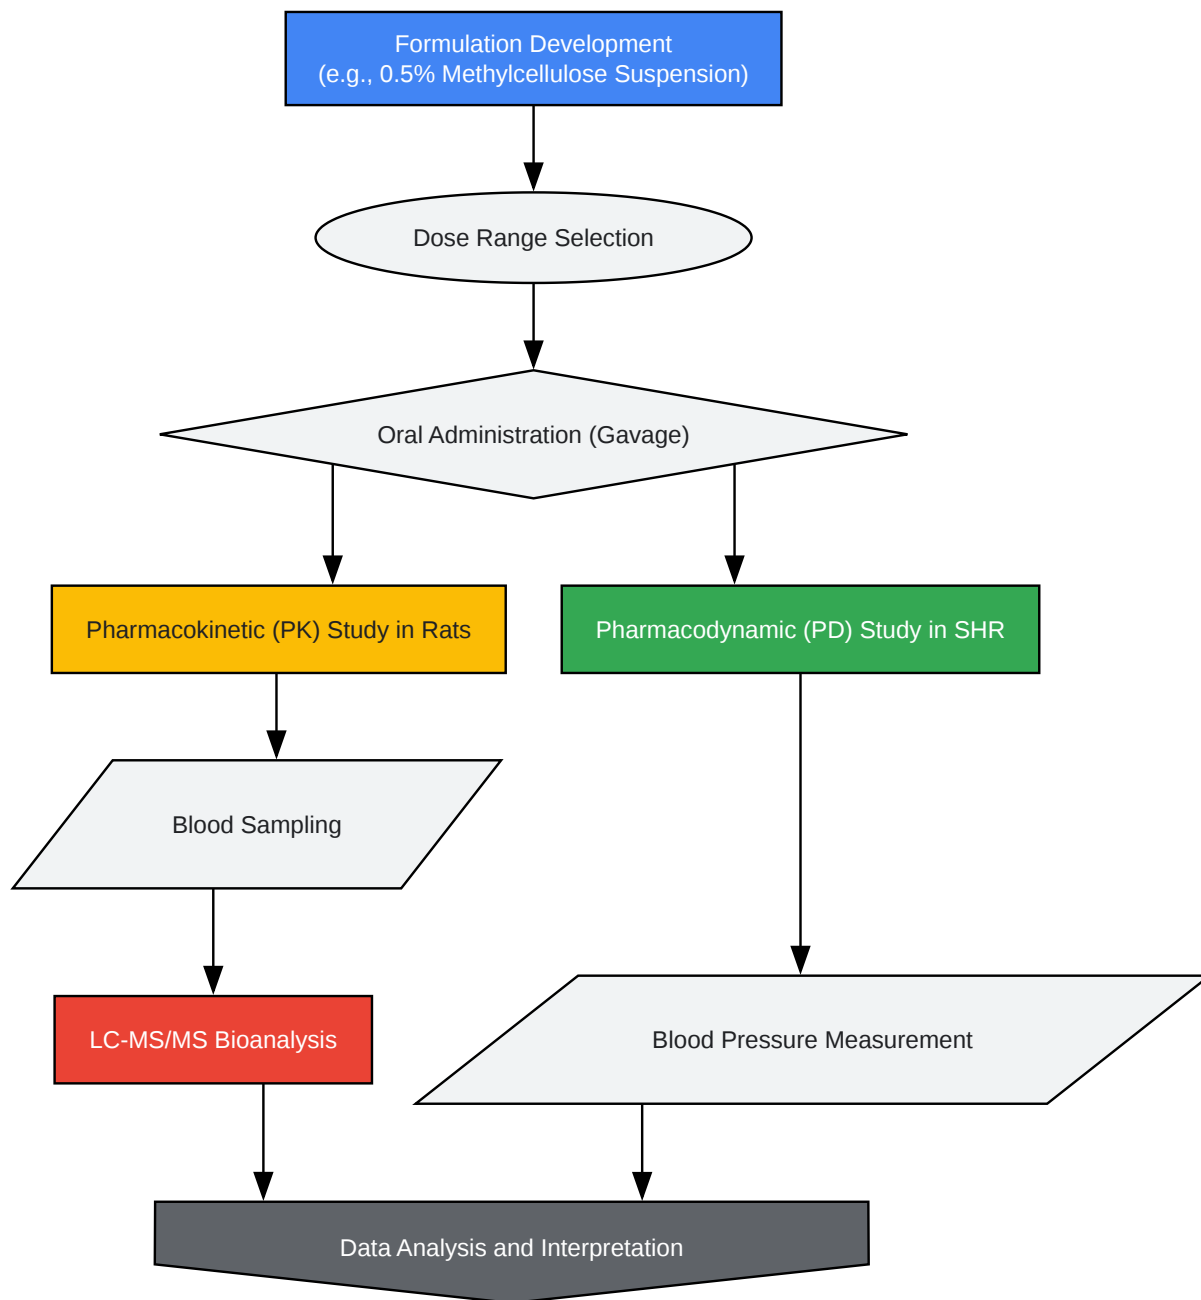 Formulation Development
(e.g., 0.5% Methylcellulose Suspension)
Dose Range Selection
Oral Administration (Gavage)
Pharmacokinetic (PK) Study in Rats
Pharmacodynamic (PD) Study in SHR
Blood Sampling
LC-MS/MS Bioanalysis
Blood Pressure Measurement
Data Analysis and Interpretation